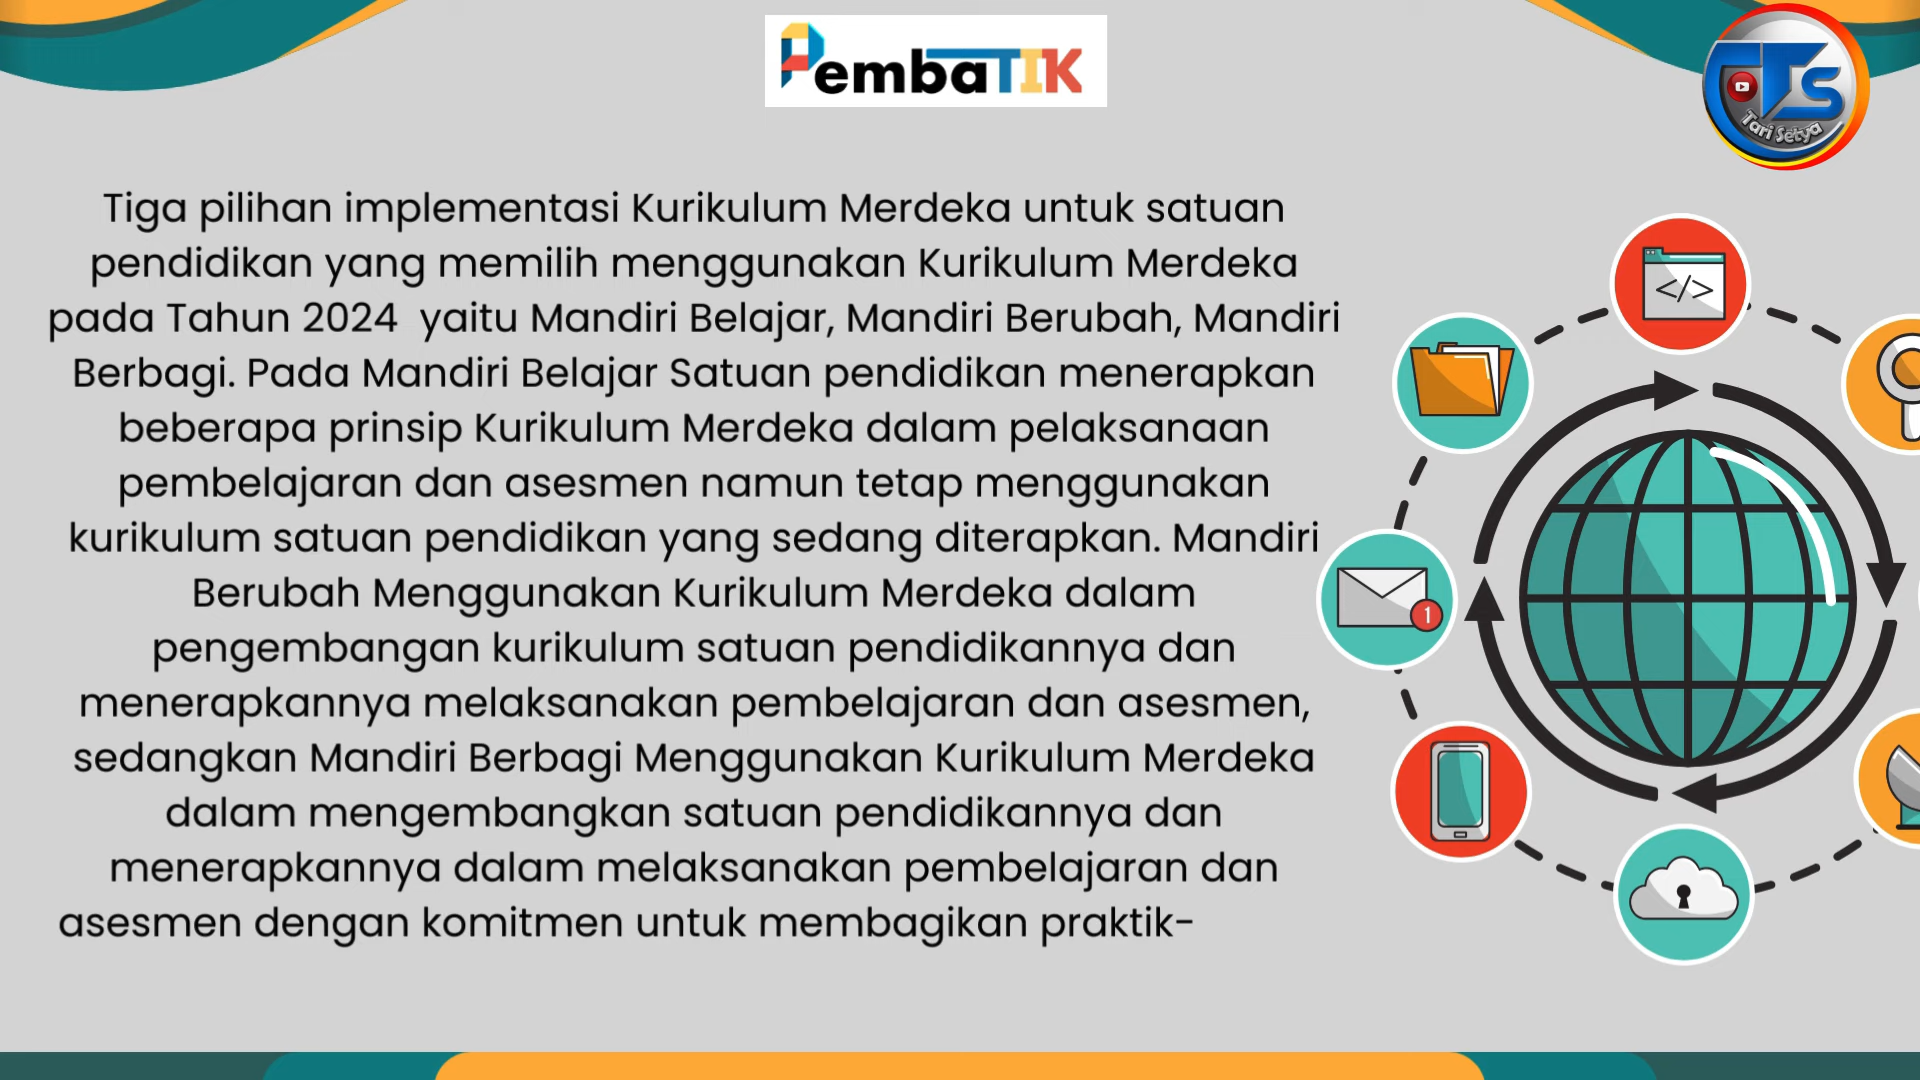 PembaTIK
TS
Tari Setya
Tiga pilihan implementasi Kurikulum Merdeka untuk satuan
pendidikan yang memilih menggunakan Kurikulum Merdeka
pada Tahun 2024 yaitu Mandiri Belajar, Mandiri Berubah, Mandiri
Berbagi. Pada Mandiri Belajar Satuan pendidikan menerapkan
beberapa prinsip Kurikulum Merdeka dalam pelaksanaan
pembelajaran dan asesmen namun tetap menggunakan
kurikulum satuan pendidikan yang sedang diterapkan. Mandiri
Berubah Menggunakan Kurikulum Merdeka dalam
pengembangan kurikulum satuan pendidikannya dan
menerapkannya melaksanakan pembelajaran dan asesmen,
sedangkan Mandiri Berbagi Menggunakan Kurikulum Merdeka
dalam mengembangkan satuan pendidikannya dan
menerapkannya dalam melaksanakan pembelajaran dan
asesmen dengan komitmen untuk membagikan praktik-
</>
1